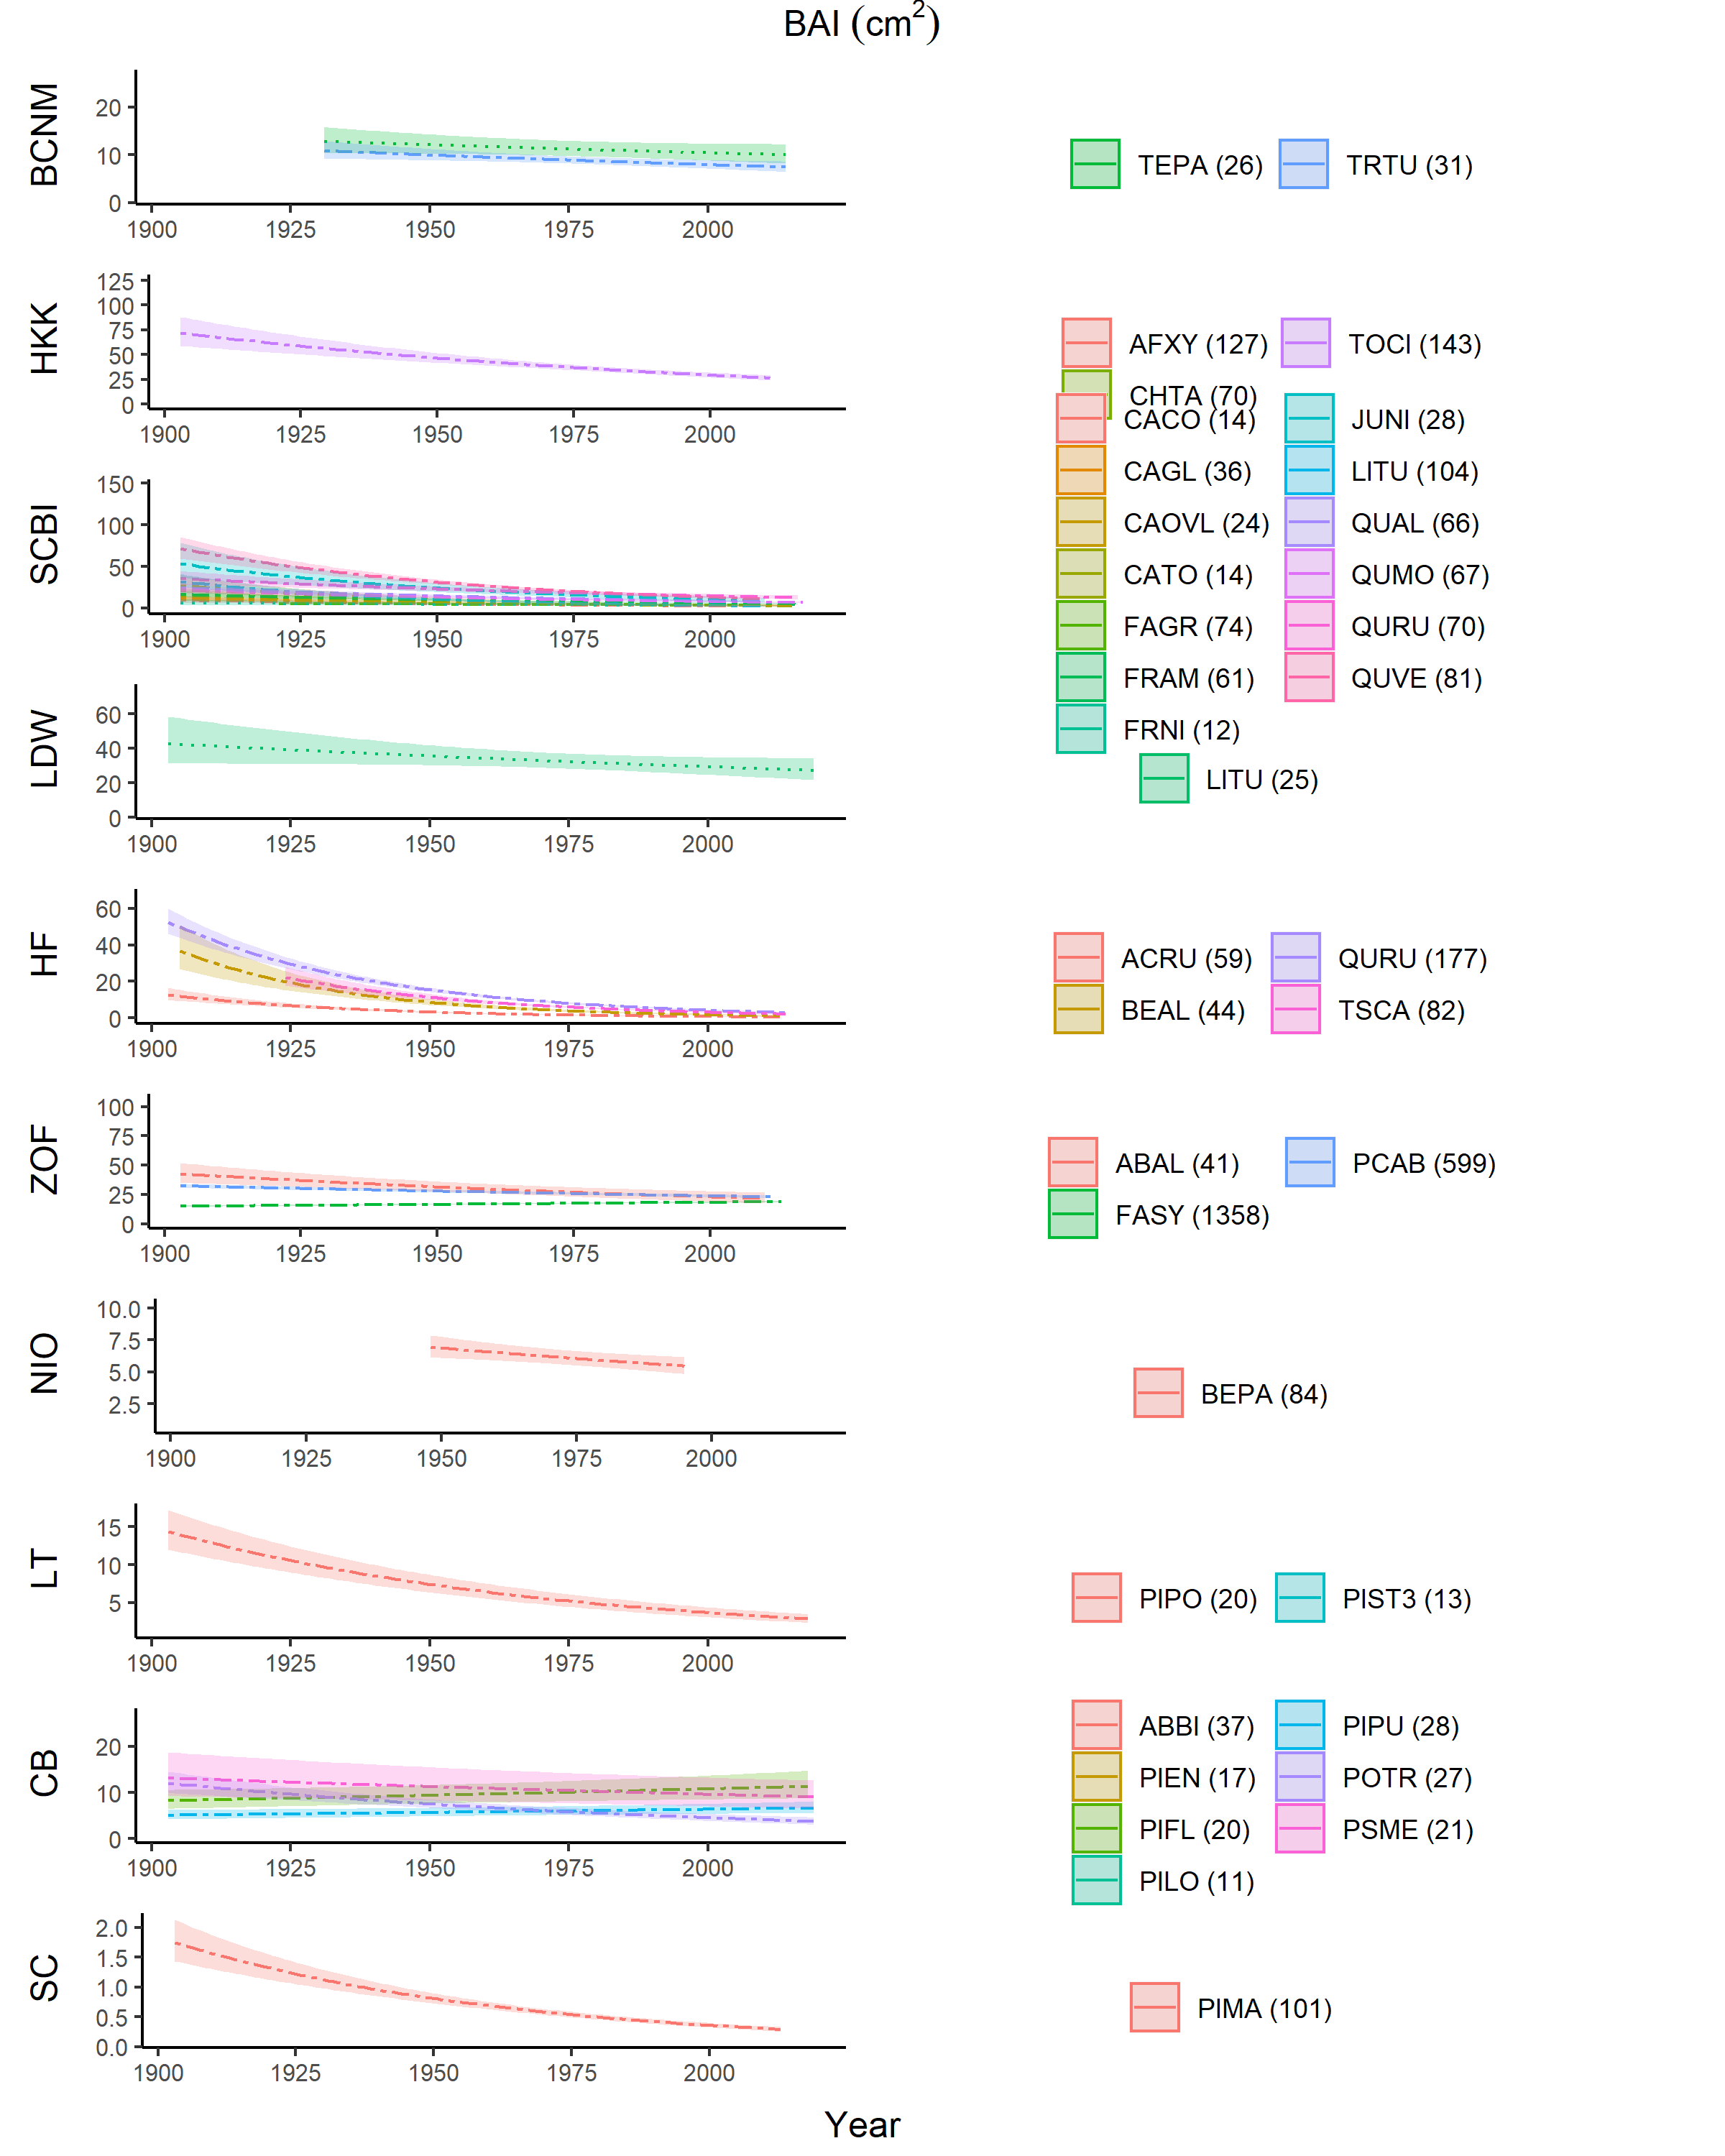 BAI (cm²)
BCNM
20
10
0
1900 1925 1950 1975 2000
TEPA (26) TRTU (31)
HKK
125
100
75
50
25
0
1900 1925 1950 1975 2000
AFXY (127) TOCI (143)
CHTA (70)
SCBI
150
100
50
0
1900 1925 1950 1975 2000
CACO (14) JUNI (28)
CAGL (36) LITU (104)
CAOVL (24) QUAL (66)
CATO (14) QUMO (67)
FAGR (74) QURU (70)
FRAM (61) QUVE (81)
FRNI (12)
LDW
60
40
20
0
1900 1925 1950 1975 2000
LITU (25)
HF
60
40
20
0
1900 1925 1950 1975 2000
ACRU (59) QURU (177)
BEAL (44) TSCA (82)
ZOF
100
75
50
25
0
1900 1925 1950 1975 2000
ABAL (41) PCAB (599)
FASY (1358)
NIO
10.0
7.5
5.0
2.5
1900 1925 1950 1975 2000
BEPA (84)
LT
15
10
5
1900 1925 1950 1975 2000
PIPO (20) PIST3 (13)
CB
20
10
0
1900 1925 1950 1975 2000
ABBI (37) PIPU (28)
PIEN (17) POTR (27)
PIFL (20) PSME (21)
PILO (11)
SC
2.0
1.5
1.0
0.5
0.0
1900 1925 1950 1975 2000
PIMA (101)
Year